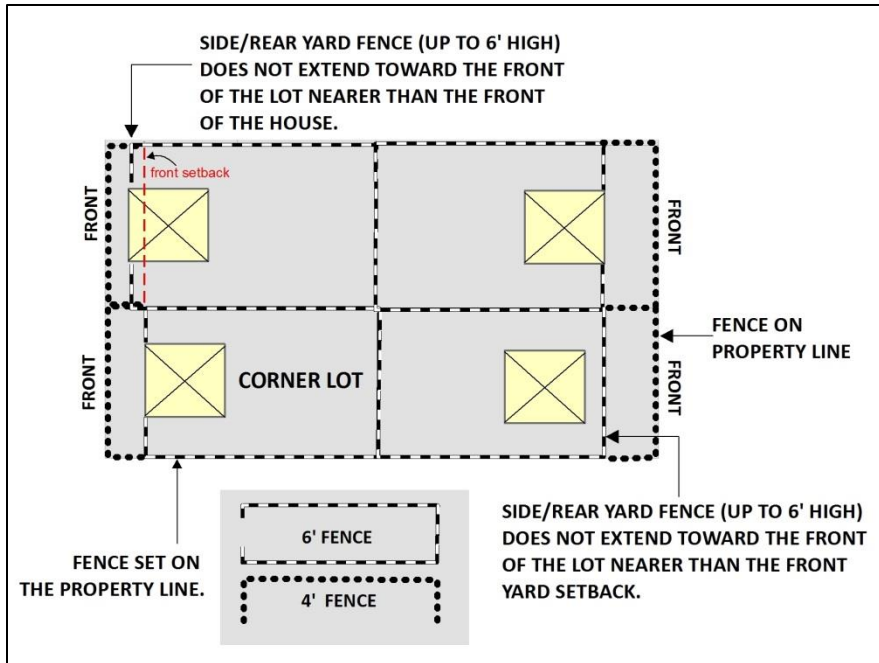 SIDE/REAR YARD FENCE (UP TO 6' HIGH)
DOES NOT EXTEND TOWARD THE FRONT
OF THE LOT NEARER THAN THE FRONT
OF THE HOUSE.
front setback
FRONT
FRONT
FENCE ON
PROPERTY LINE
FRONT
CORNER LOT
FRONT
SIDE/REAR YARD FENCE (UP TO 6' HIGH)
DOES NOT EXTEND TOWARD THE FRONT
OF THE LOT NEARER THAN THE FRONT
YARD SETBACK.
6' FENCE
4' FENCE
FENCE SET ON
THE PROPERTY LINE.